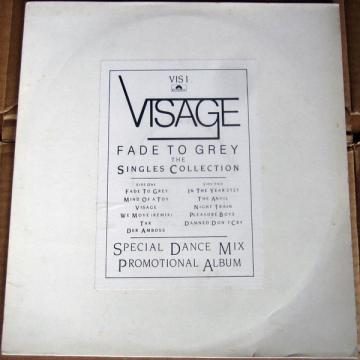 VIS 1
VISAGE
FADE TO GREY
THE
SINGLES COLLECTION
SIDE ONE
FADE TO GREY
MIND OF A TOY
VISAGE
WE MOVE (REMIX)
TAR
DER AMBOSS
SIDE TWO
IN THE YEAR 2525
THE ANVIL
NIGHT TRAIN
PLEASURE BOYS
DAMNED DON'T CRY
SPECIAL DANCE MIX
PROMOTIONAL ALBUM